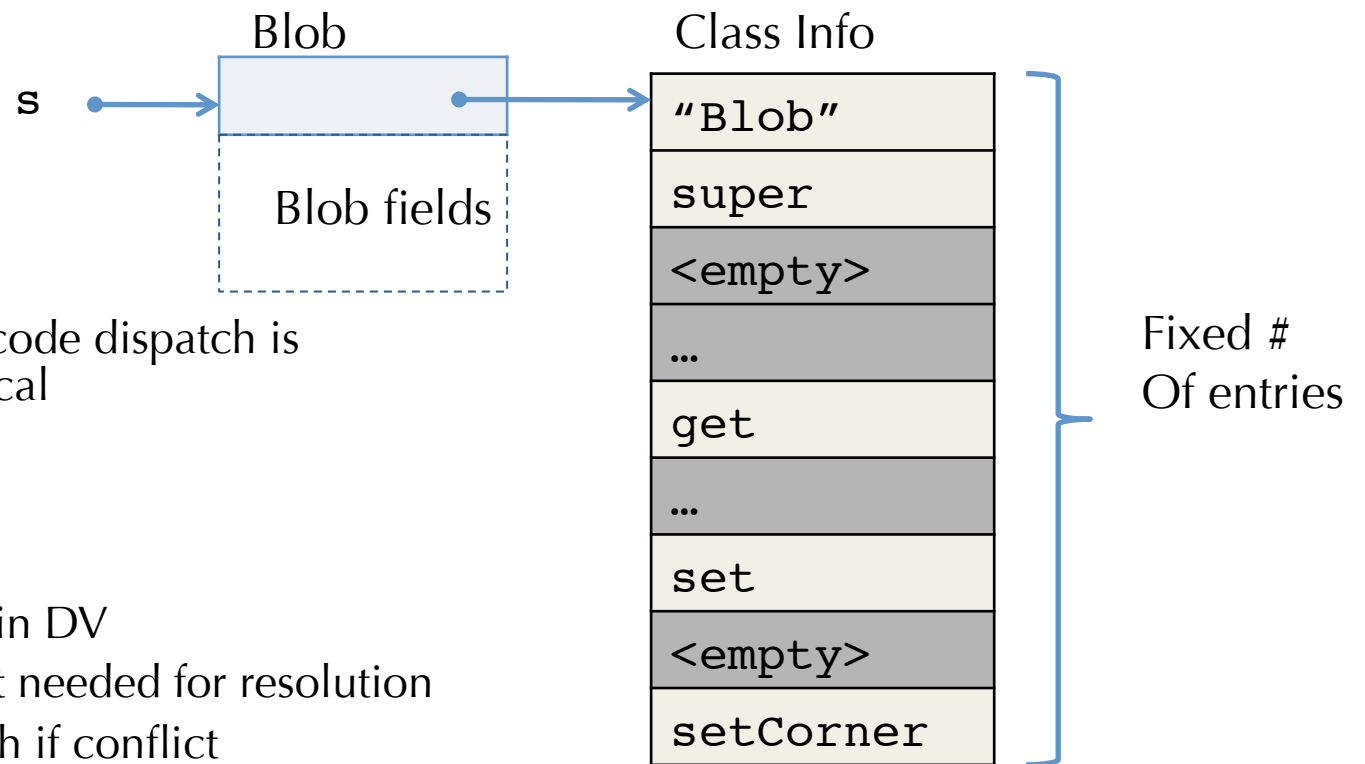 Blob
Class Info
s
“Blob”
super
Blob fields
<empty>
code dispatch is
cal
…
Fixed #
Of entries
get
…
set
in DV
<empty>
t needed for resolution
h if conflict
setCorner